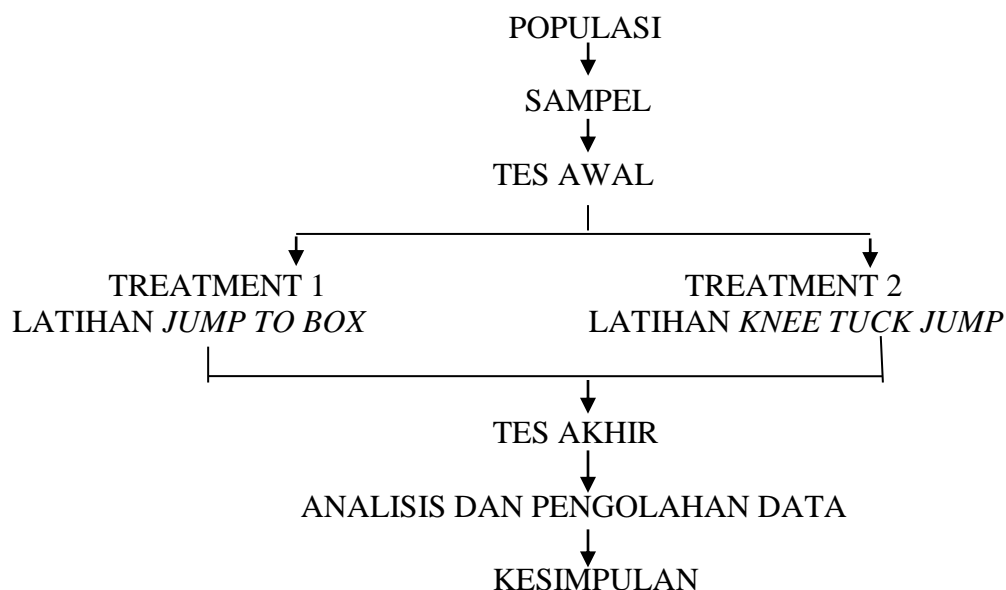 POPULASI
SAMPEL
TES AWAL
TREATMENT 1
LATIHAN JUMP TO BOX
TREATMENT 2
LATIHAN KNEE TUCK JUMP
TES AKHIR
ANALISIS DAN PENGOLAHAN DATA
KESIMPULAN